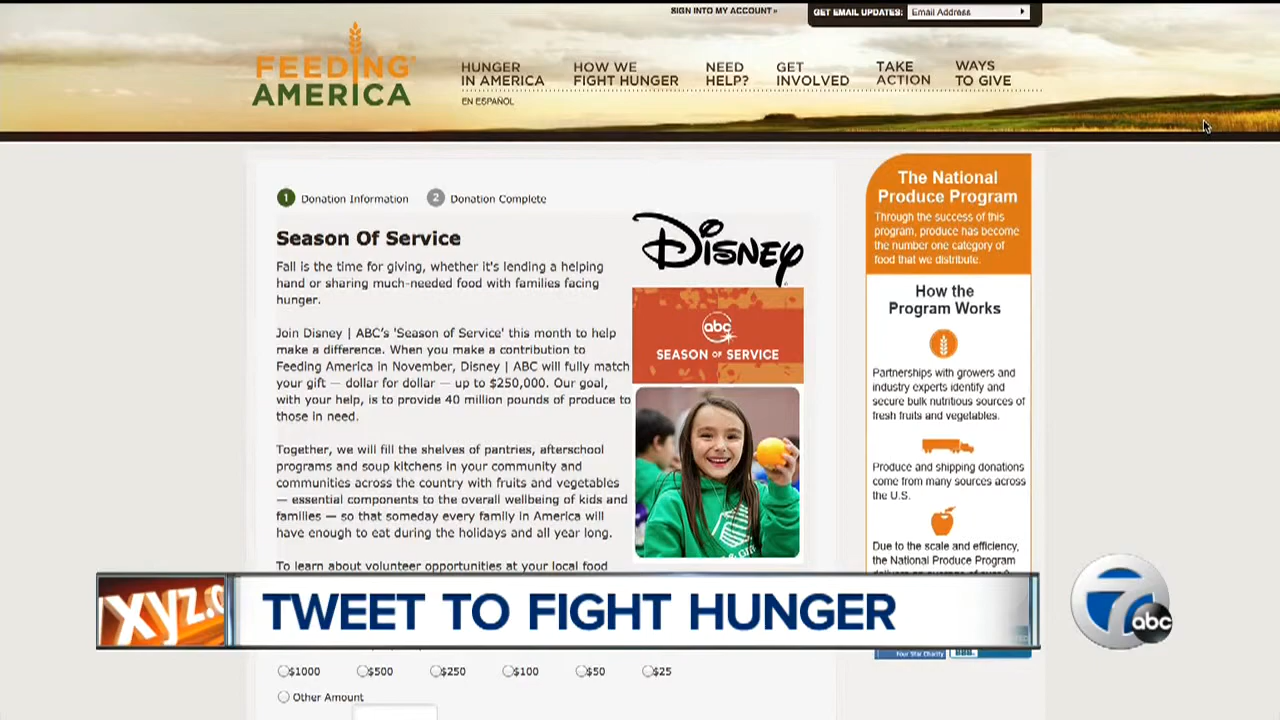 SIGN INTO MY ACCOUNT »
GET EMAIL UPDATES:
Email Address
FEEDING
AMERICA
HUNGER
IN AMERICA
HOW WE
FIGHT HUNGER
NEED
HELP?
GET
INVOLVED
TAKE
ACTION
WAYS
TO GIVE
EN ESPAÑOL
1 Donation Information
2 Donation Complete
Season Of Service
Fall is the time for giving, whether it's lending a helping
hand or sharing much-needed food with families facing
hunger.
Join Disney | ABC's 'Season of Service' this month to help
make a difference. When you make a contribution to
Feeding America in November, Disney | ABC will fully match
your gift — dollar for dollar — up to $250,000. Our goal,
with your help, is to provide 40 million pounds of produce to
those in need.
Together, we will fill the shelves of pantries, afterschool
programs and soup kitchens in your community and
communities across the country with fruits and vegetables
— essential components to the overall wellbeing of kids and
families — so that someday every family in America will
have enough to eat during the holidays and all year long.
To learn about volunteer opportunities at your local food
DISNEY
abc
SEASON OF SERVICE
The National
Produce Program
Through the success of this
program, produce has become
the number one category of
food that we distribute.
How the
Program Works
Partnerships with growers and
industry experts identify and
secure bulk nutritious sources of
fresh fruits and vegetables.
Produce and shipping donations
come from many sources across
the U.S.
Due to the scale and efficiency,
the National Produce Program
xyz.c
TWEET TO FIGHT HUNGER
7
abc
Four Star Charity
BBB.
$1000
$500
$250
$100
$50
$25
Other Amount